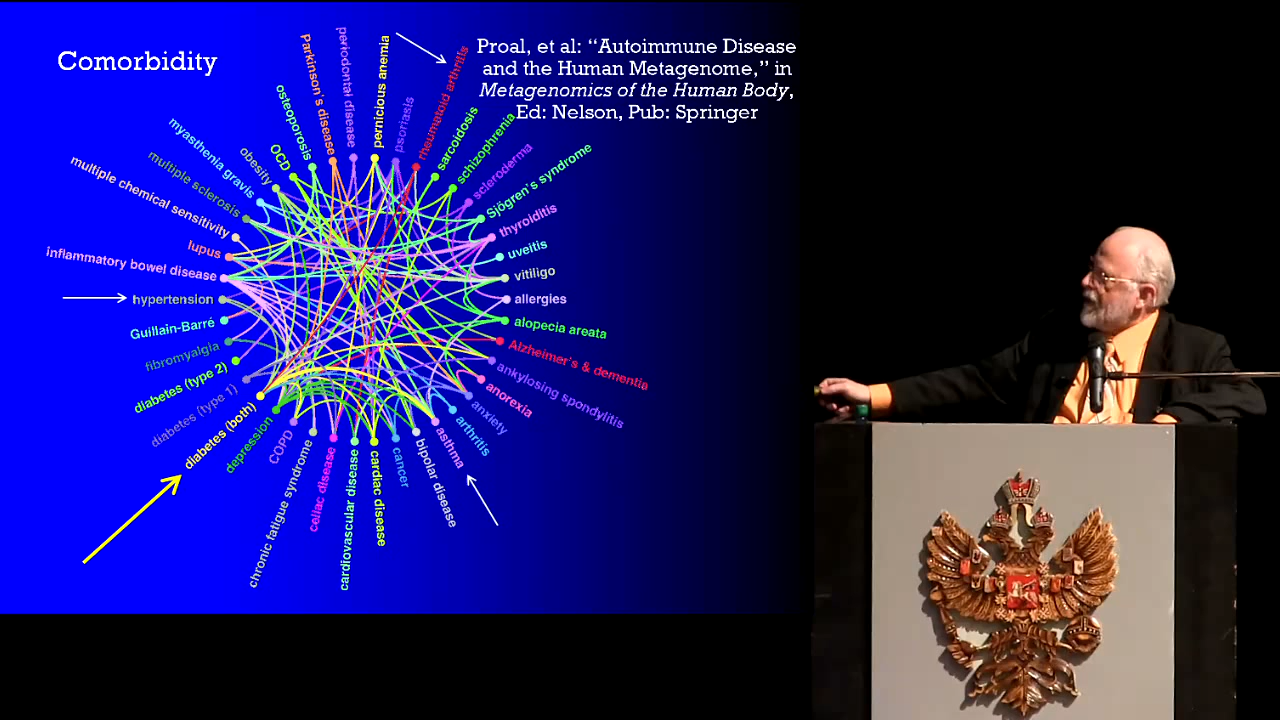 Comorbidity
Proal, et al: “Autoimmune Disease
and the Human Metagenome,” in
Metagenomics of the Human Body,
Ed: Nelson, Pub: Springer
pernicious anemia
psoriasis
rheumatoid arthritis
sarcoidosis
schizophrenia
scleroderma
Sjögren's syndrome
thyroiditis
uveitis
vitiligo
allergies
alopecia areata
Alzheimer's & dementia
ankylosing spondylitis
anorexia
anxiety
arthritis
asthma
bipolar disease
cancer
cardiac disease
cardiovascular disease
celiac disease
chronic fatigue syndrome
COPD
depression
diabetes (both)
diabetes (type 1)
diabetes (type 2)
fibromyalgia
Guillain-Barré
hypertension
inflammatory bowel disease
lupus
multiple chemical sensitivity
multiple sclerosis
myasthenia gravis
obesity
OCD
osteoporosis
Parkinson's disease
periodontal disease